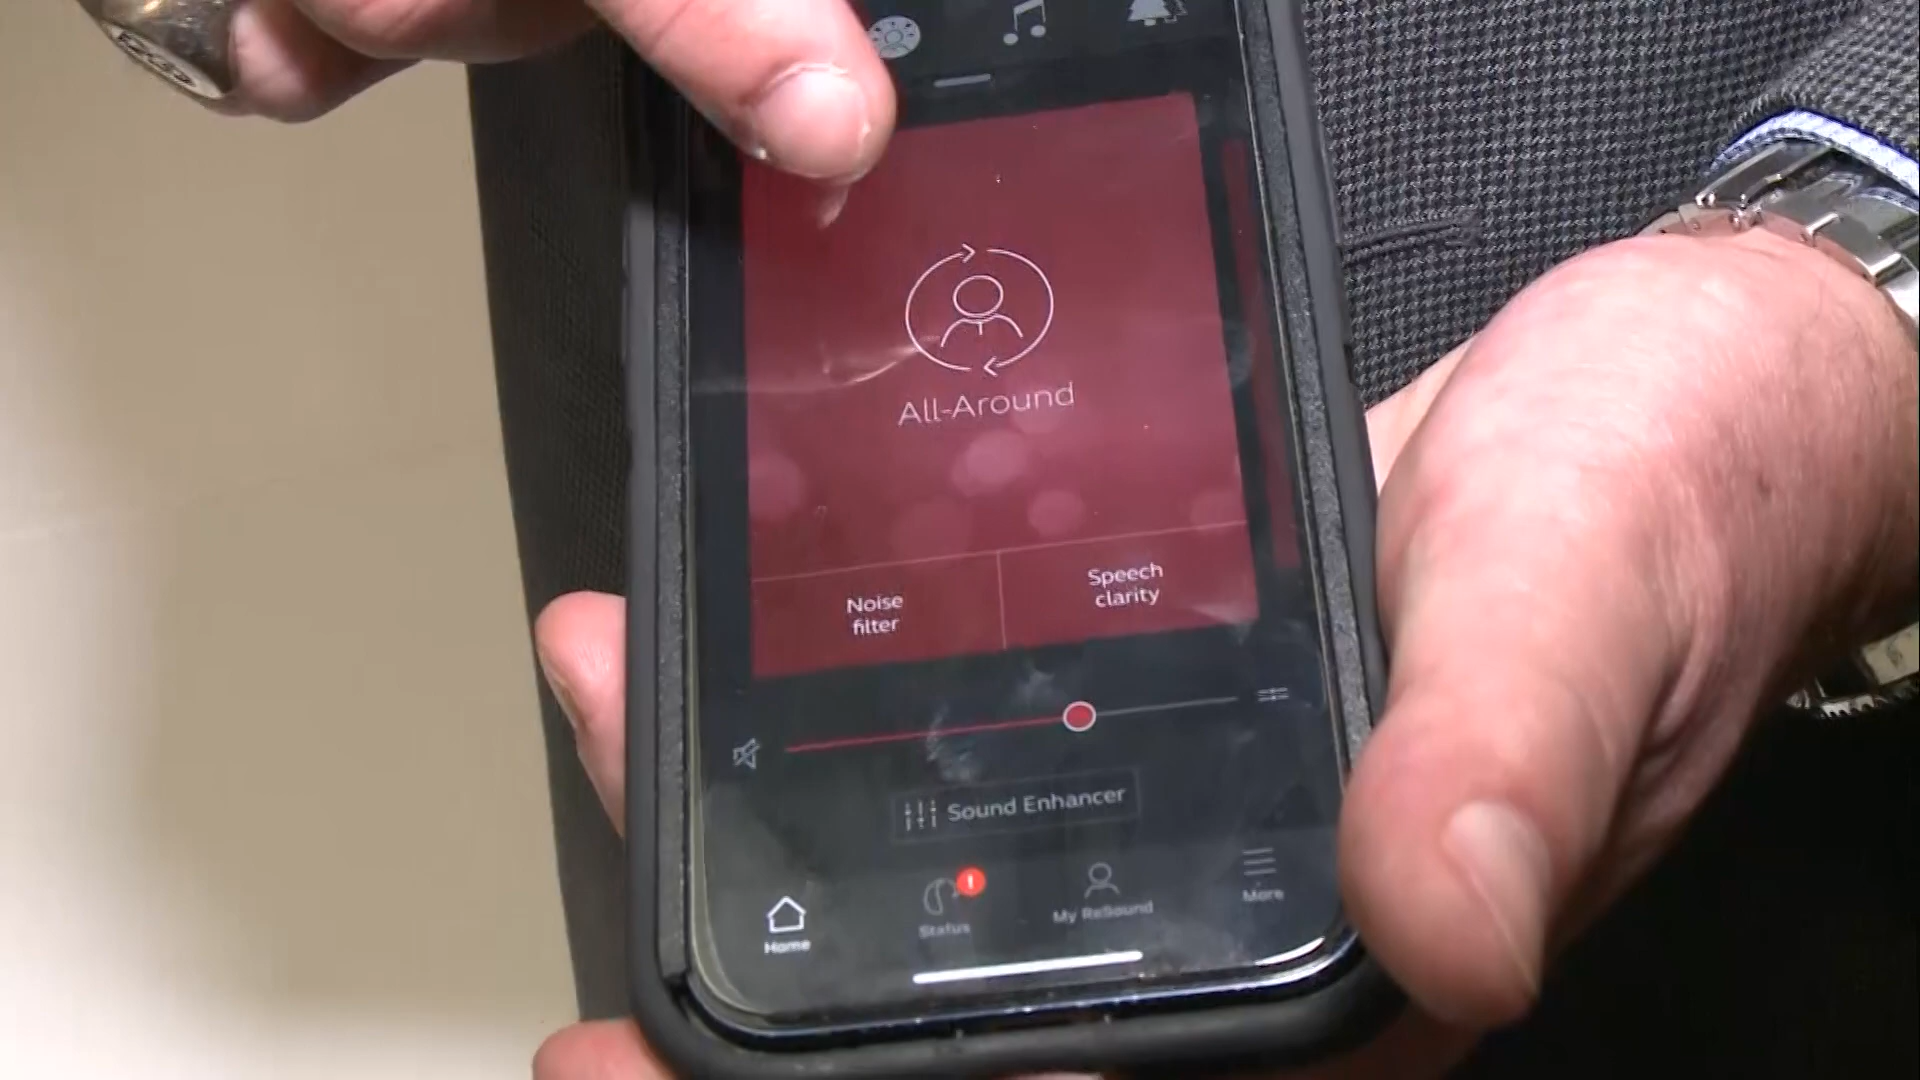 All-Around
Noise
filter
Speech
clarity
Sound Enhancer
Home
Status
My ReSound
More